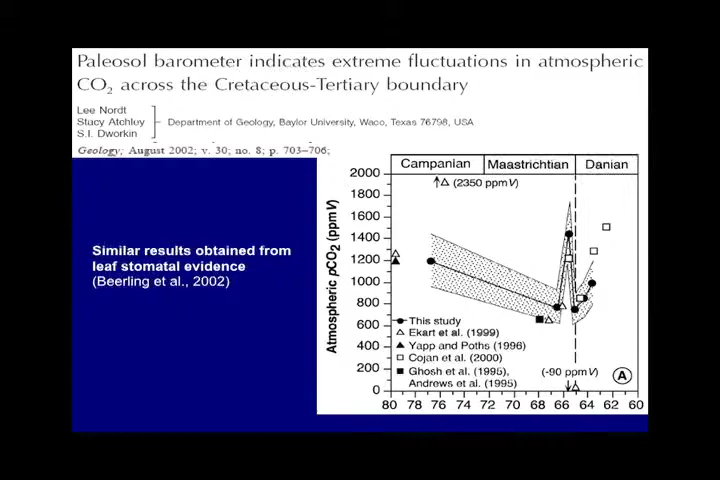 Paleosol barometer indicates extreme fluctuations in atmospheric
CO₂ across the Cretaceous-Tertiary boundary
Lee Nordt
Stacy Atchley
S.I. Dworkin
Department of Geology, Baylor University, Waco, Texas 76798, USA
Geology; August 2002; v. 30; no. 8; p. 703–706;
Similar results obtained from
leaf stomatal evidence
(Beerling et al., 2002)
Campanian Maastrichtian Danian
Atmospheric pCO₂ (ppmV)
2000
1800
1600
1400
1200
1000
800
600
400
200
0
(2350 ppmV)
This study
Ekart et al. (1999)
Yapp and Poths (1996)
Cojan et al. (2000)
Ghosh et al. (1995),
Andrews et al. (1995)
(-90 ppmV)
A
80 78 76 74 72 70 68 66 64 62 60